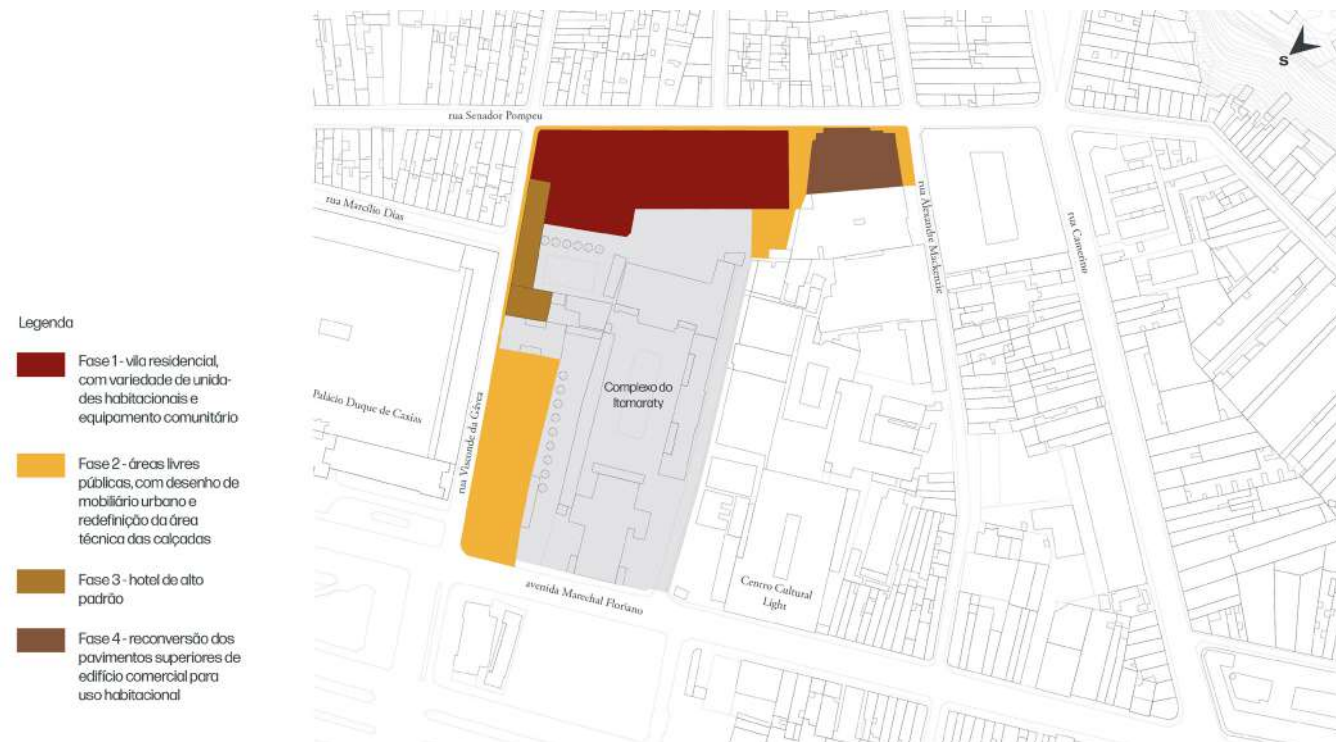 S
rua Senador Pompeu
rua Marcílio Dias
rua Alexandre Mackenzie
rua Camerino
Legenda
Fase 1 - vila residencial,
com variedade de unida-
des habitacionais e
equipamento comunitário
Complexo do
Itamaraty
Palácio Duque de Caxias
rua Visconde da Gávea
Fase 2 - áreas livres
públicas, com desenho de
mobiliário urbano e
redefinição da área
técnica das calçadas
Fase 3 - hotel de alto
padrão
avenida Marechal Floriano
Centro Cultural
Light
Fase 4 - reconversão dos
pavimentos superiores de
edifício comercial para
uso habitacional